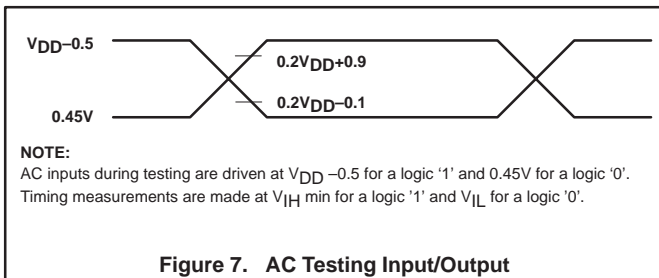 VDD–0.5
0.2VDD+0.9
0.2VDD–0.1
0.45V
NOTE:
AC inputs during testing are driven at VDD –0.5 for a logic ‘1’ and 0.45V for a logic ‘0’.
Timing measurements are made at VIH min for a logic ’1’ and VIL for a logic ’0’.
Figure 7. AC Testing Input/Output